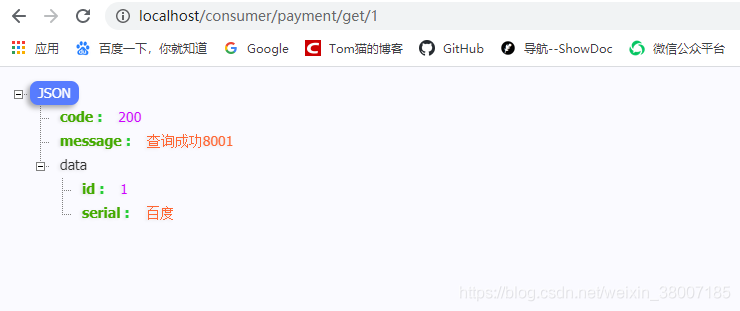 localhost/consumer/payment/get/1
应用 百度一下，你就知道 Google Tom猫的博客 GitHub 导航--ShowDoc 微信公众平台
JSON
code : 200
message : 查询成功8001
data
id : 1
serial : 百度
https://blog.csdn.net/weixin_38007185